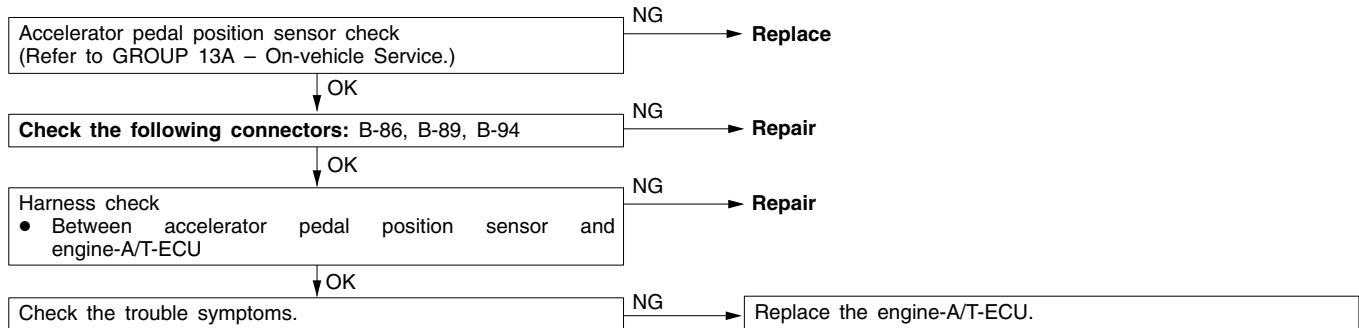 NG
Accelerator pedal position sensor check
(Refer to GROUP 13A – On-vehicle Service.)
Replace
OK
NG
Check the following connectors: B-86, B-89, B-94
Repair
OK
NG
Harness check
● Between accelerator pedal position sensor and
engine-A/T-ECU
Repair
OK
NG
Check the trouble symptoms.
Replace the engine-A/T-ECU.